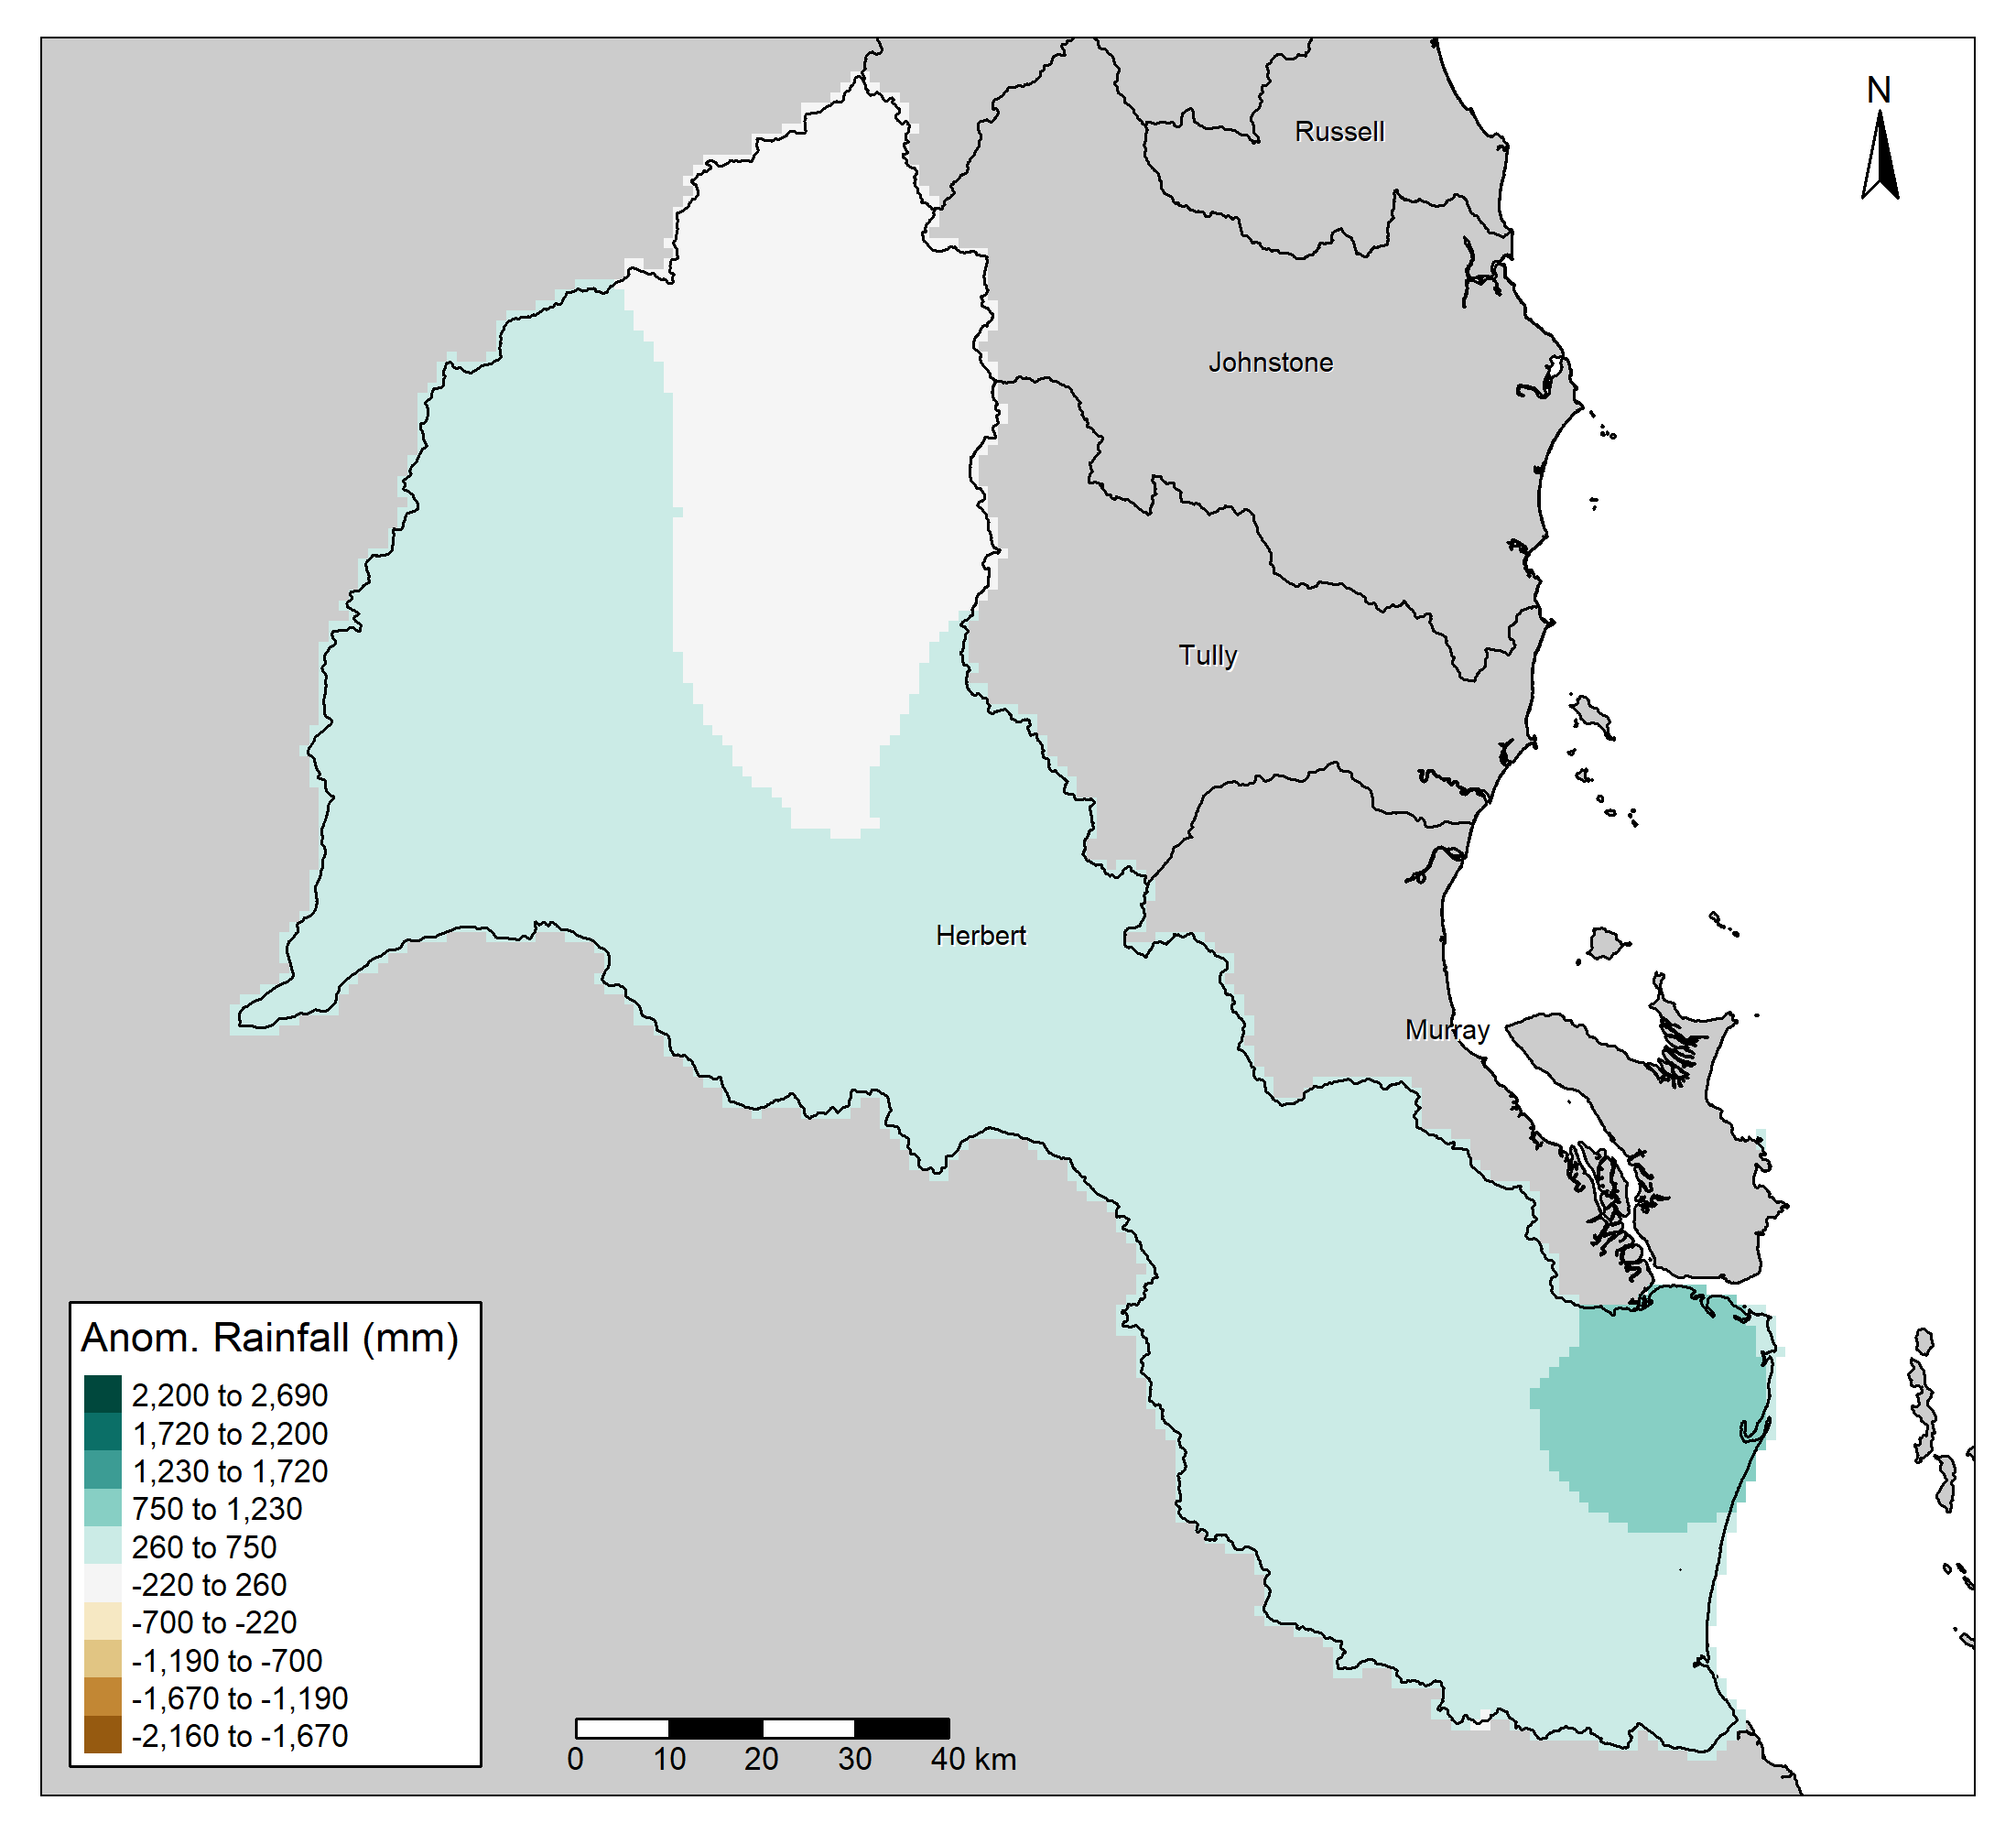 N
Russell
Johnstone
Tully
Herbert
Murray
Anom. Rainfall (mm)
2,200 to 2,690
1,720 to 2,200
1,230 to 1,720
750 to 1,230
260 to 750
-220 to 260
-700 to -220
-1,190 to -700
-1,670 to -1,190
-2,160 to -1,670
0 10 20 30 40 km